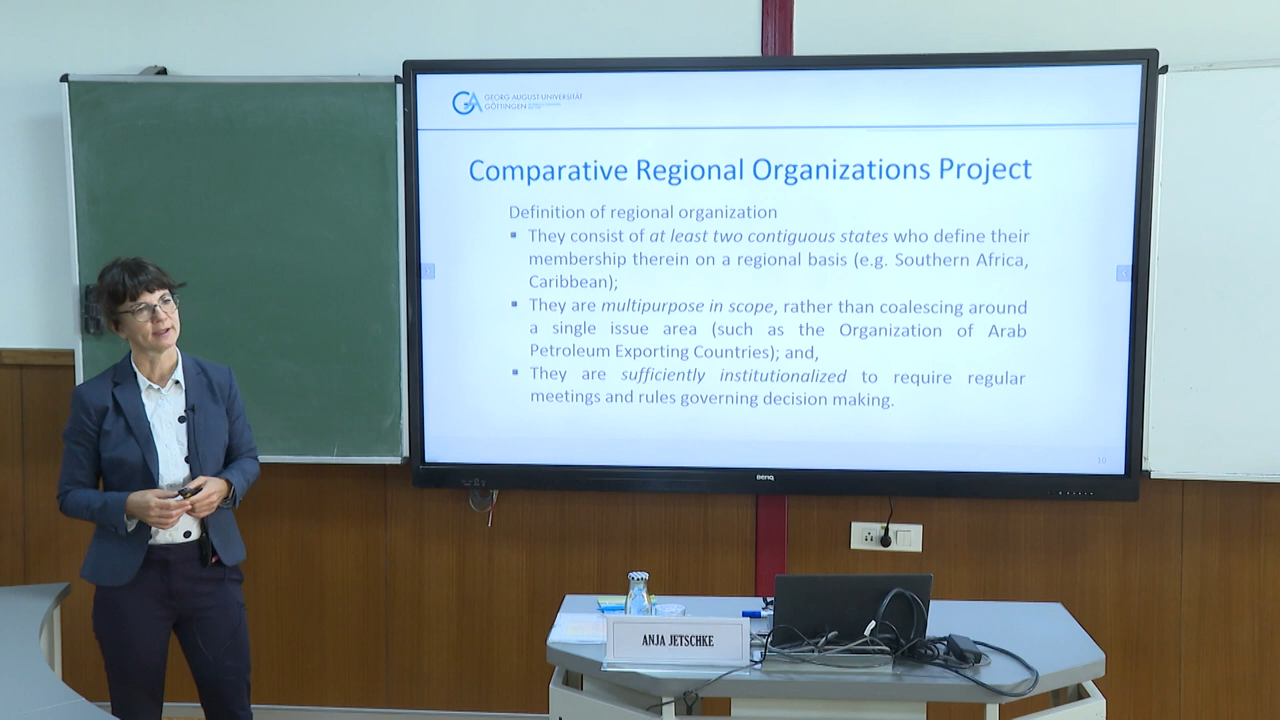 GEORG-AUGUST-UNIVERSITÄT
GÖTTINGEN
Comparative Regional Organizations Project
Definition of regional organization
▪ They consist of at least two contiguous states who define their
membership therein on a regional basis (e.g. Southern Africa,
Caribbean);
▪ They are multipurpose in scope, rather than coalescing around
a single issue area (such as the Organization of Arab
Petroleum Exporting Countries); and,
▪ They are sufficiently institutionalized to require regular
meetings and rules governing decision making.
10
BenQ
ANJA JETSCHKE